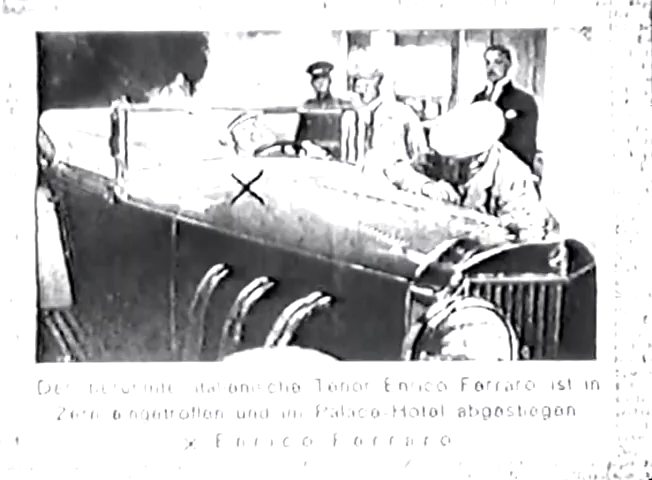 Der berühmte italienische Tenor Enrico Ferraro ist in
eingetroffen und im Palace-Hotel abgestiegen
× Enrico Ferraro